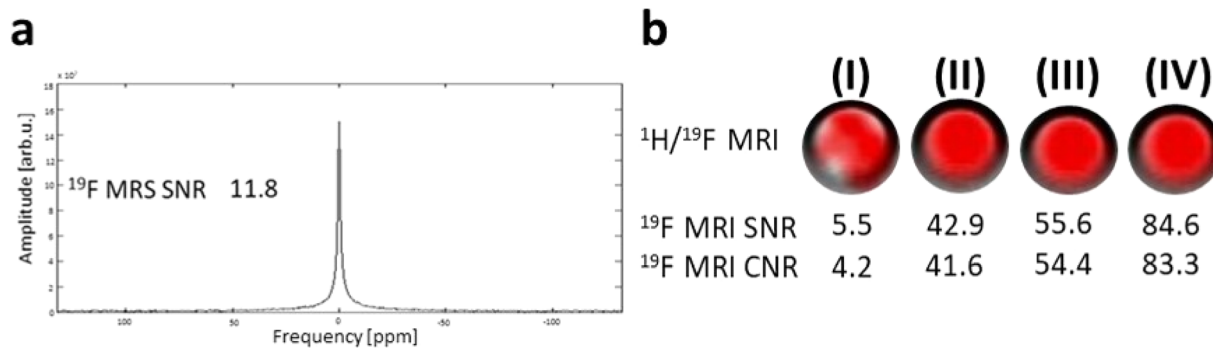 a
x 10⁷
18
16
14
12
10
8
6
4
2
0
Amplitude [arb.u.]
¹⁹F MRS SNR 11.8
100 50 0 -50 -100
Frequency [ppm]
b
(I) (II) (III) (IV)
¹H/¹⁹F MRI
¹⁹F MRI SNR 5.5 42.9 55.6 84.6
¹⁹F MRI CNR 4.2 41.6 54.4 83.3